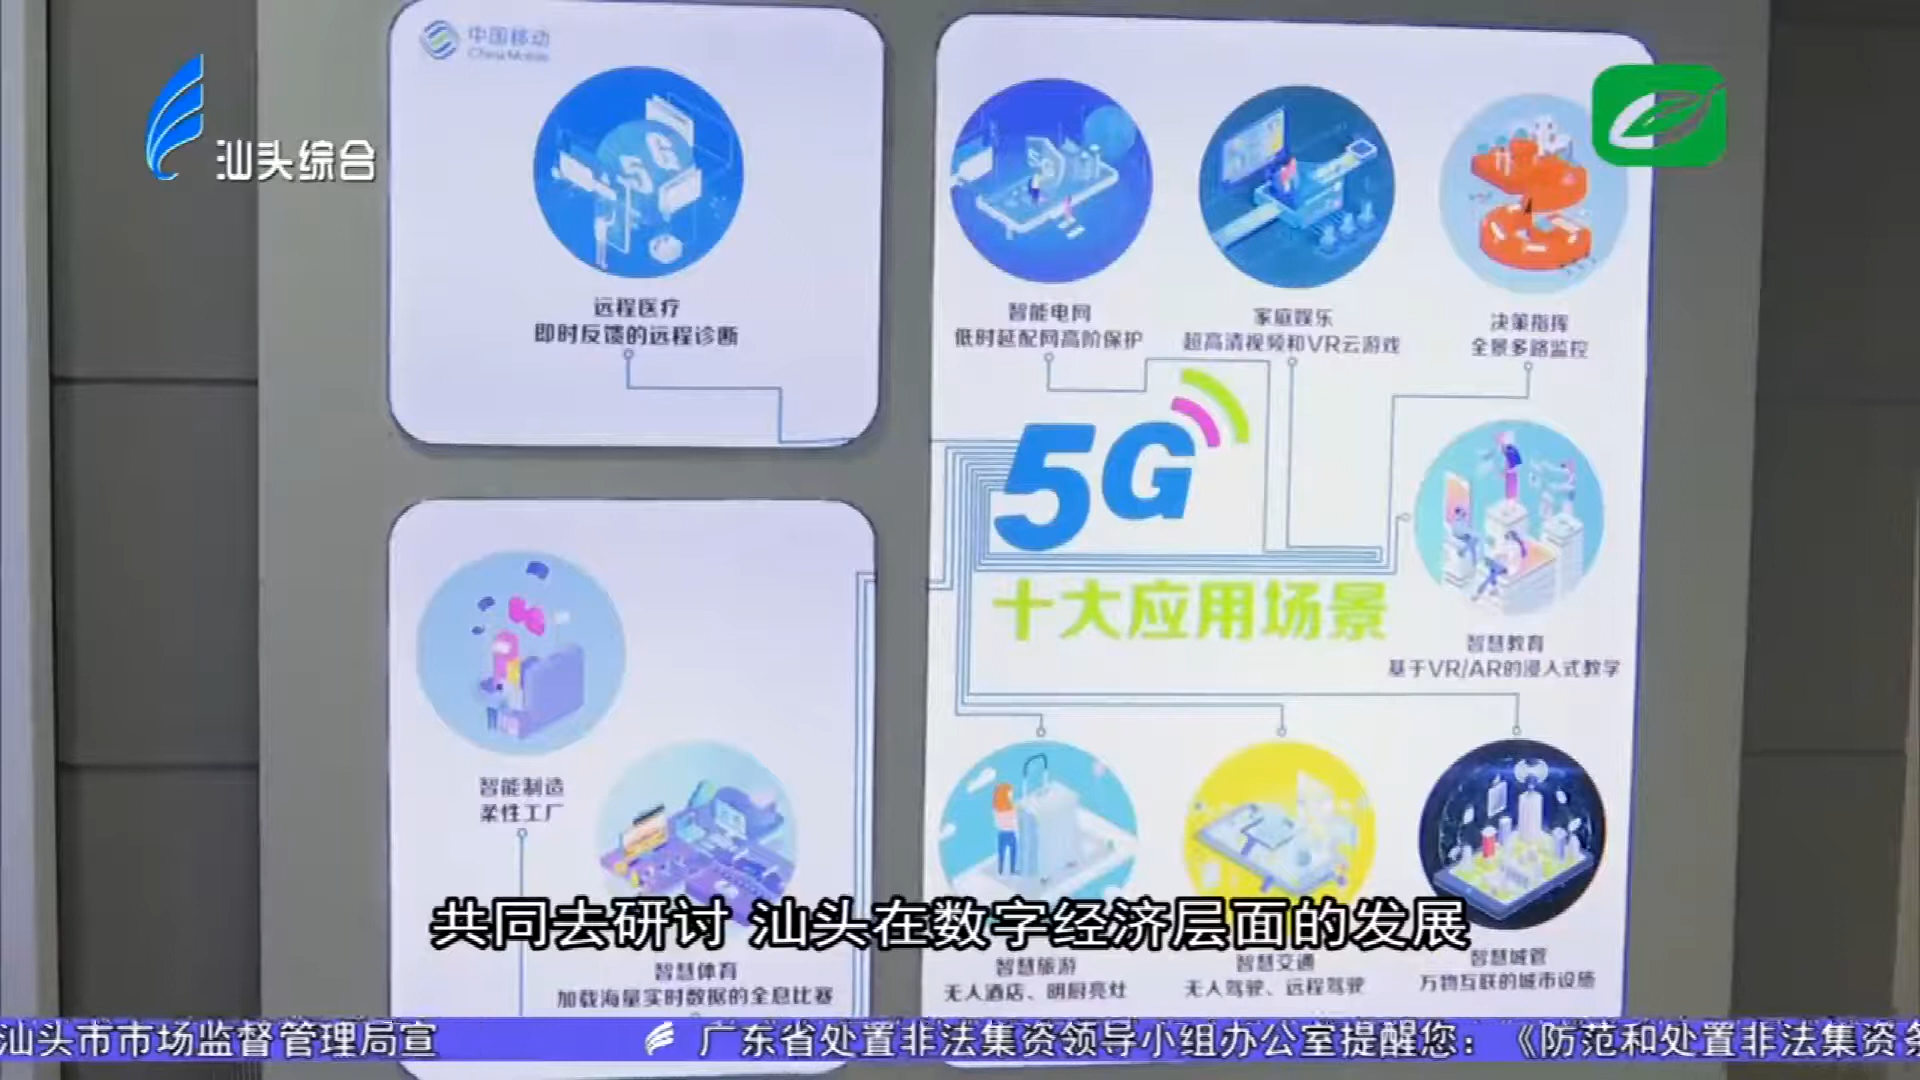 中国移动
China Mobile
汕头综合
远程医疗
即时反馈的远程诊断
5G
智能电网
低时延配网高阶保护
家庭娱乐
超高清视频和VR云游戏
决策指挥
全景多路监控
5G
十大应用场景
智慧教育
基于VR/AR的浸入式教学
智能制造
柔性工厂
智慧体育
加载海量实时数据的全息比赛
智慧旅游
无人酒店、明厨亮灶
智慧交通
无人驾驶、远程驾驶
智慧城管
万物互联的城市设施
共同去研讨 汕头在数字经济层面的发展
汕头市市场监督管理局宣
广东省处置非法集资领导小组办公室提醒您：《防范和处置非法集资条